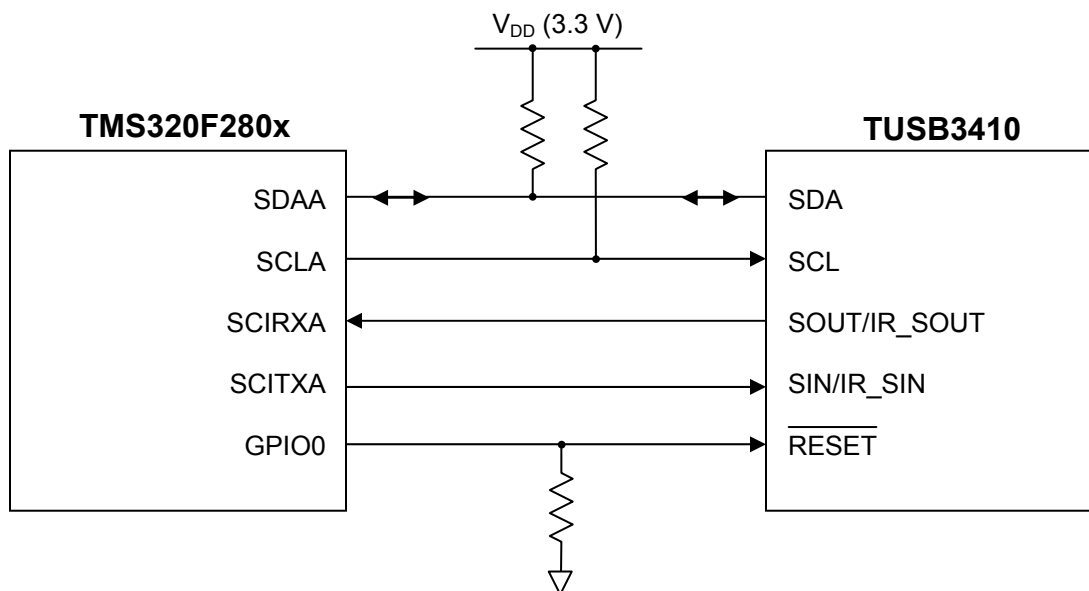 V_DD (3.3 V)
TMS320F280x
TUSB3410
SDAA
SDA
SCLA
SCL
SCIRXA
SOUT/IR_SOUT
SCITXA
SIN/IR_SIN
GPIO0
RESET